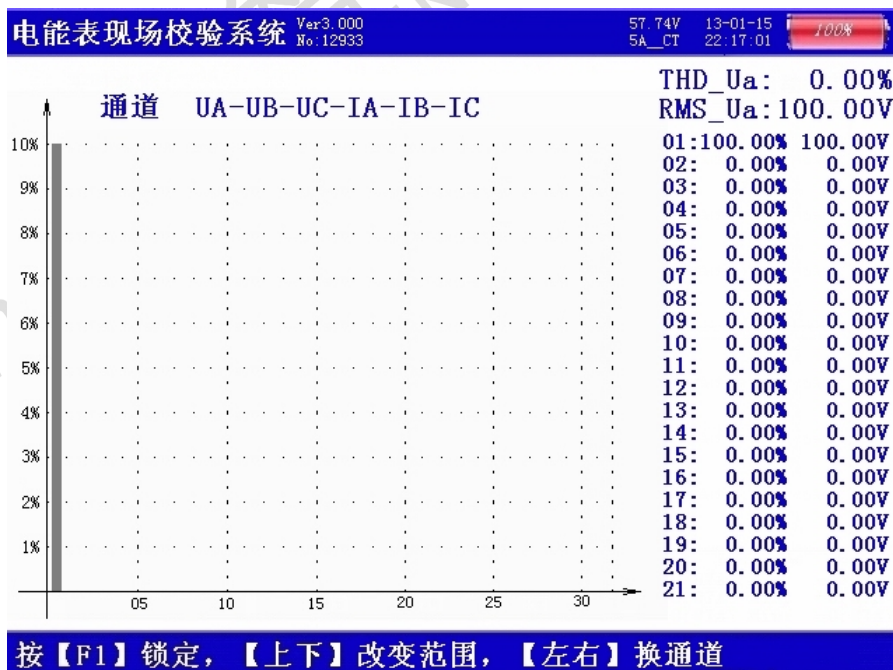 电能表现场校验系统 Ver3.000 No:12933 57.74V 5A__CT 13-01-15 22:17:01 100%
THD_Ua: 0.00%
通道 UA-UB-UC-IA-IB-IC
RMS_Ua:100.00V
10%
9%
8%
7%
6%
5%
4%
3%
2%
1%
05 10 15 20 25 30
01:100.00% 100.00V
02: 0.00% 0.00V
03: 0.00% 0.00V
04: 0.00% 0.00V
05: 0.00% 0.00V
06: 0.00% 0.00V
07: 0.00% 0.00V
08: 0.00% 0.00V
09: 0.00% 0.00V
10: 0.00% 0.00V
11: 0.00% 0.00V
12: 0.00% 0.00V
13: 0.00% 0.00V
14: 0.00% 0.00V
15: 0.00% 0.00V
16: 0.00% 0.00V
17: 0.00% 0.00V
18: 0.00% 0.00V
19: 0.00% 0.00V
20: 0.00% 0.00V
21: 0.00% 0.00V
按【F1】锁定，【上下】改变范围，【左右】换通道